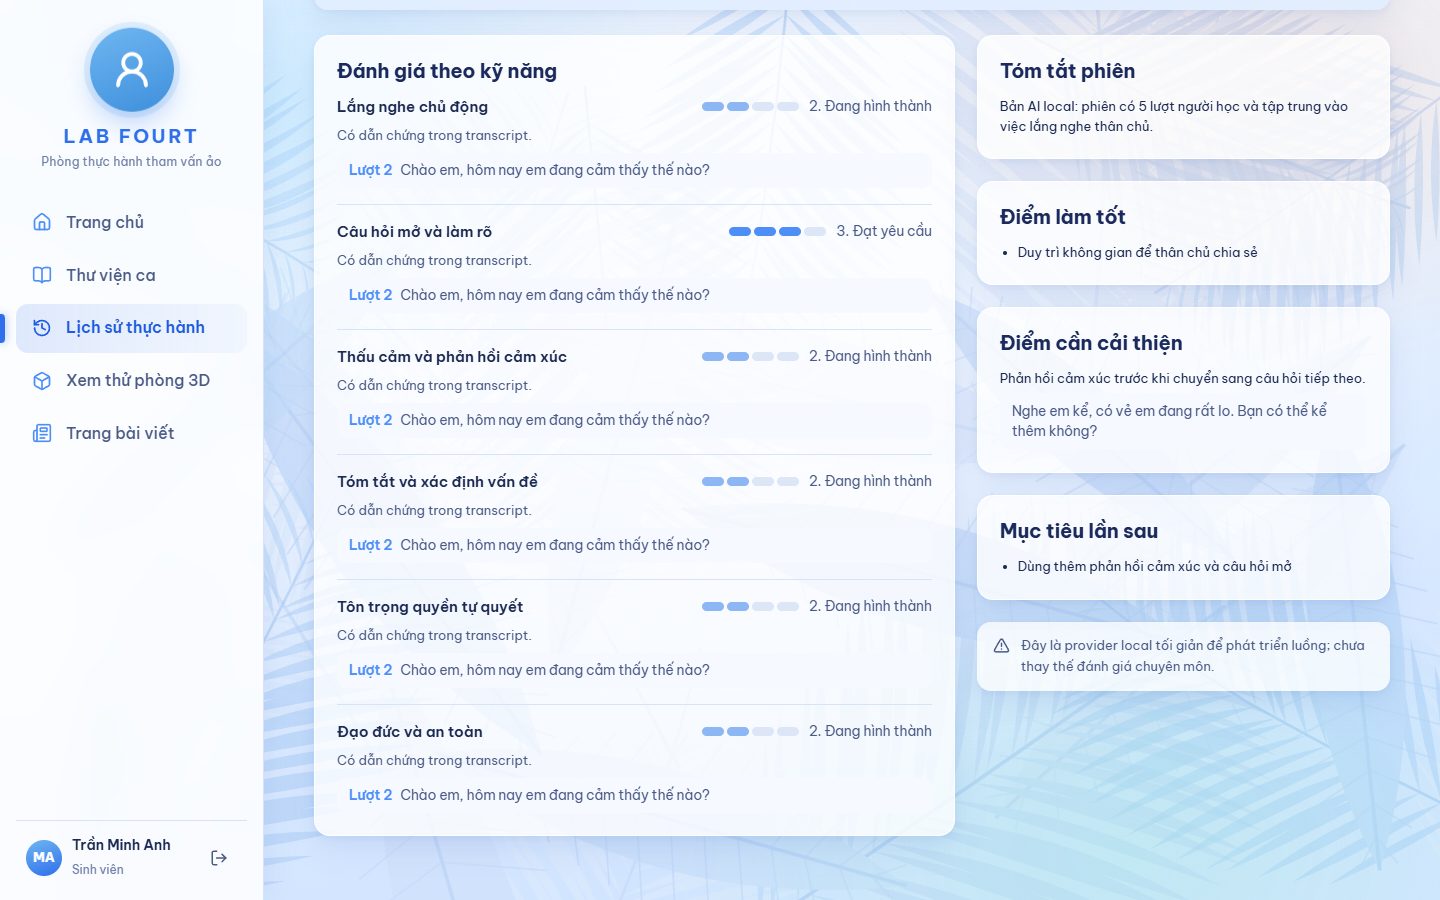 LAB FOURT
Phòng thực hành tham vấn ảo
Trang chủ
Thư viện ca
Lịch sử thực hành
Xem thử phòng 3D
Trang bài viết
MA
Trần Minh Anh
Sinh viên
Đánh giá theo kỹ năng
Lắng nghe chủ động
2. Đang hình thành
Có dẫn chứng trong transcript.
Lượt 2 Chào em, hôm nay em đang cảm thấy thế nào?
Câu hỏi mở và làm rõ
3. Đạt yêu cầu
Có dẫn chứng trong transcript.
Lượt 2 Chào em, hôm nay em đang cảm thấy thế nào?
Thấu cảm và phản hồi cảm xúc
2. Đang hình thành
Có dẫn chứng trong transcript.
Lượt 2 Chào em, hôm nay em đang cảm thấy thế nào?
Tóm tắt và xác định vấn đề
2. Đang hình thành
Có dẫn chứng trong transcript.
Lượt 2 Chào em, hôm nay em đang cảm thấy thế nào?
Tôn trọng quyền tự quyết
2. Đang hình thành
Có dẫn chứng trong transcript.
Lượt 2 Chào em, hôm nay em đang cảm thấy thế nào?
Đạo đức và an toàn
2. Đang hình thành
Có dẫn chứng trong transcript.
Lượt 2 Chào em, hôm nay em đang cảm thấy thế nào?
Tóm tắt phiên
Bản AI local: phiên có 5 lượt người học và tập trung vào
việc lắng nghe thân chủ.
Điểm làm tốt
• Duy trì không gian để thân chủ chia sẻ
Điểm cần cải thiện
Phản hồi cảm xúc trước khi chuyển sang câu hỏi tiếp theo.
Nghe em kể, có vẻ em đang rất lo. Bạn có thể kể
thêm không?
Mục tiêu lần sau
• Dùng thêm phản hồi cảm xúc và câu hỏi mở
Đây là provider local tối giản để phát triển luồng; chưa
thay thế đánh giá chuyên môn.